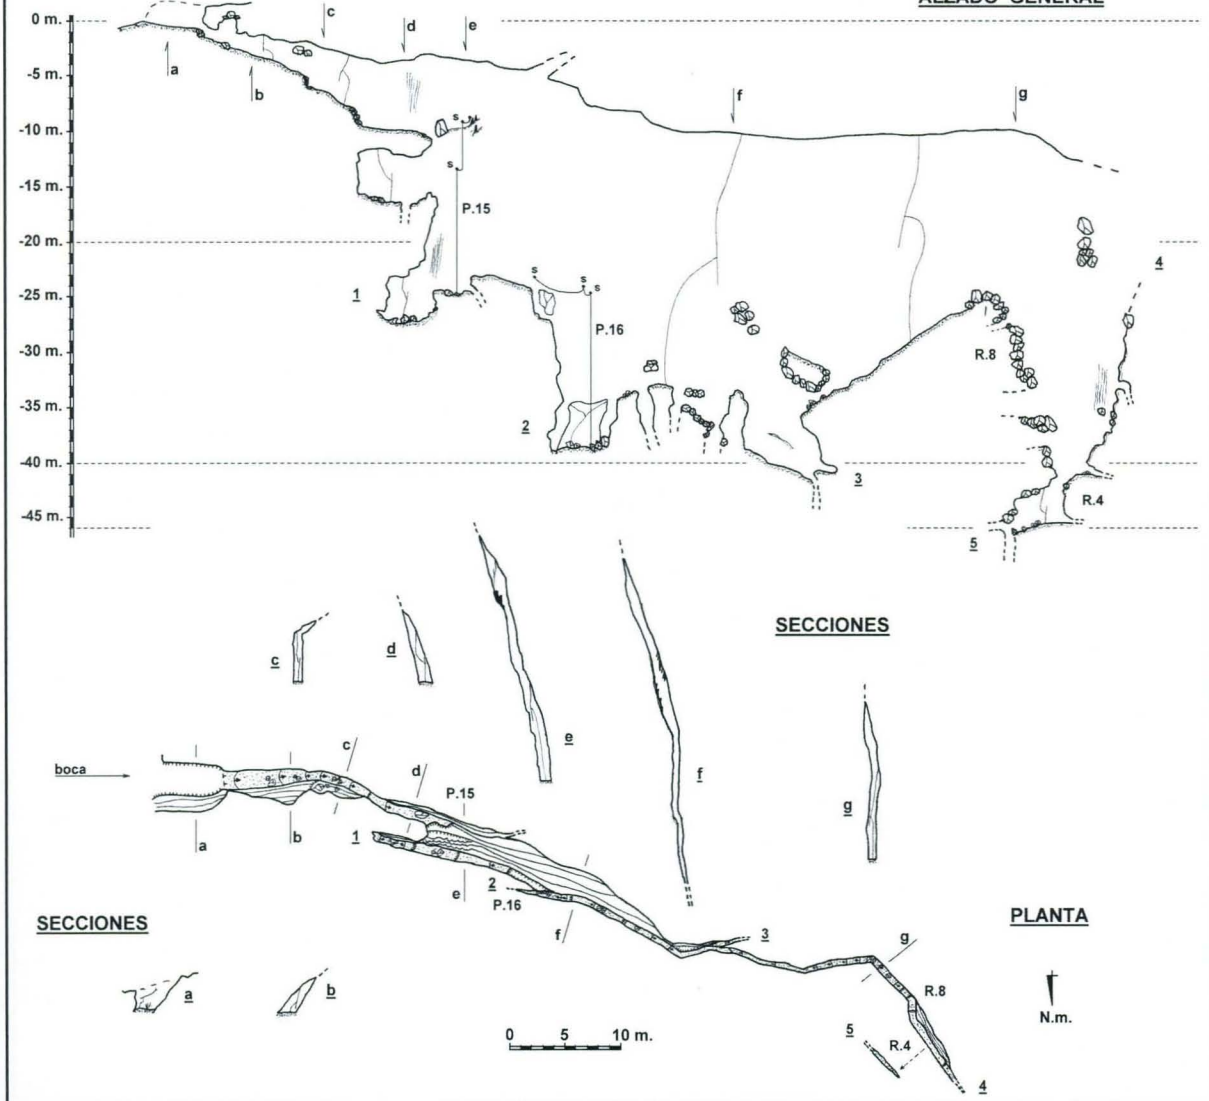 ALZADO GENERAL
c
d
e
0 m.
a
b
-5 m.
f
g
-10 m.
s
s
-15 m.
P.15
-20 m.
4
s
s
s
-25 m.
1
P.16
-30 m.
R.8
-35 m.
2
-40 m.
3
R.4
-45 m.
5
SECCIONES
c
d
e
f
g
boca
c
d
P.15
1
a
b
e
2
P.16
f
3
g
R.8
5
R.4
4
SECCIONES
a
b
PLANTA
N.m.
0 5 10 m.